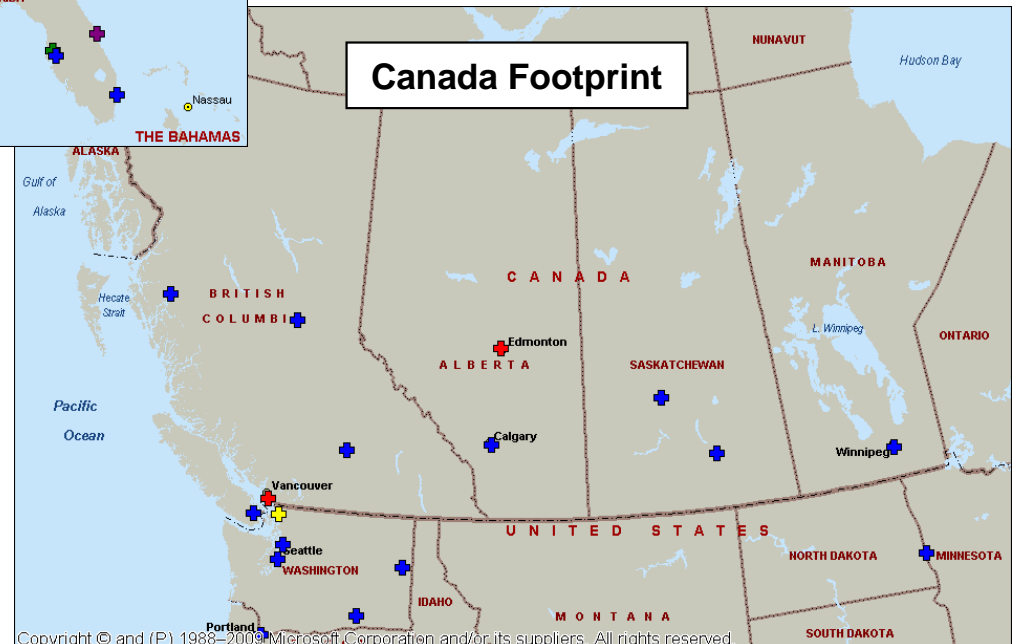 Nassau
THE BAHAMAS
Canada Footprint
NUNAVUT
Hudson Bay
ALASKA
Gulf of
Alaska
CANADA
MANITOBA
Hecate
Strait
BRITISH
COLUMBI
L. Winnipeg
ONTARIO
Edmonton
ALBERTA
SASKATCHEWAN
Pacific
Ocean
Calgary
Winnipeg
Vancouver
UNITED STATES
Seattle
WASHINGTON
NORTH DAKOTA
MINNESOTA
IDAHO
MONTANA
Portland
SOUTH DAKOTA
Copyright © and (P) 1988–2009 Microsoft Corporation and/or its suppliers. All rights reserved.